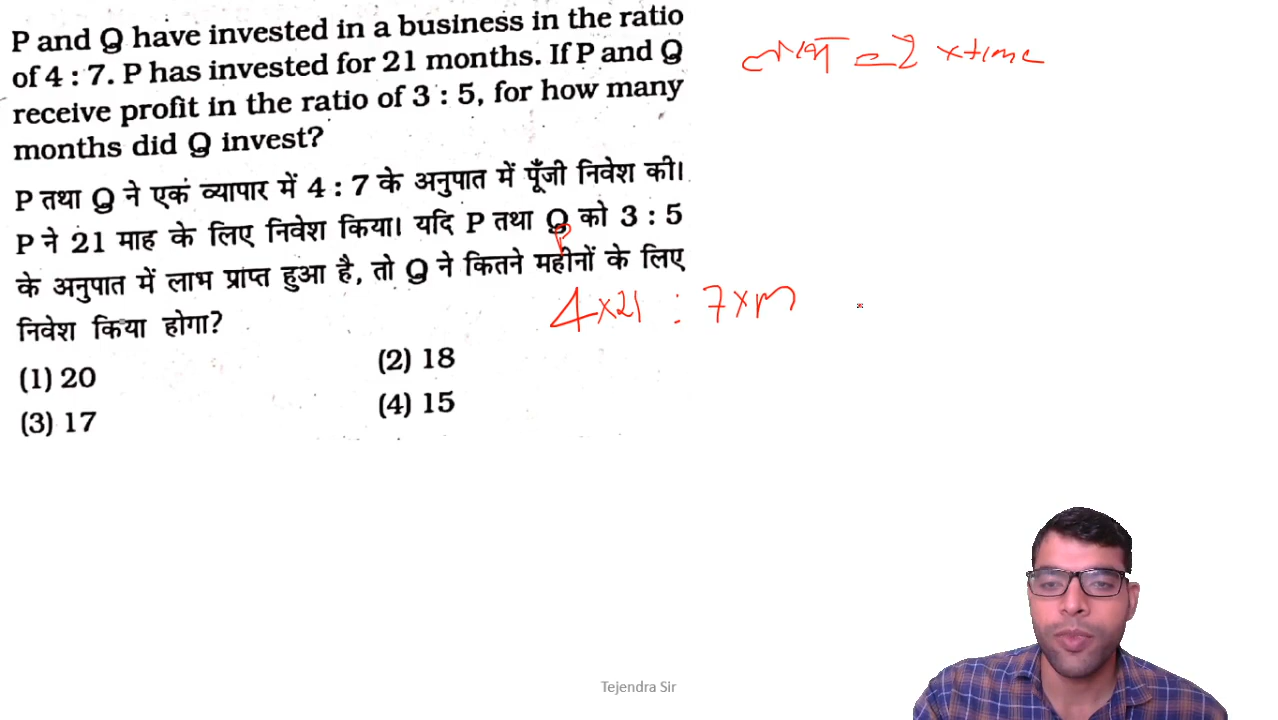 P and Q have invested in a business in the ratio
of 4 : 7. P has invested for 21 months. If P and Q
receive profit in the ratio of 3 : 5, for how many
months did Q invest?
P तथा Q ने एक व्यापार में 4 : 7 के अनुपात में पूँजी निवेश की।
P ने 21 माह के लिए निवेश किया। यदि P तथा Q को 3 : 5
के अनुपात में लाभ प्राप्त हुआ है, तो Q ने कितने महीनों के लिए
निवेश किया होगा?
(1) 20
(2) 18
(3) 17
(4) 15
x time
P
4 x 21 : 7 x m
Tejendra Sir